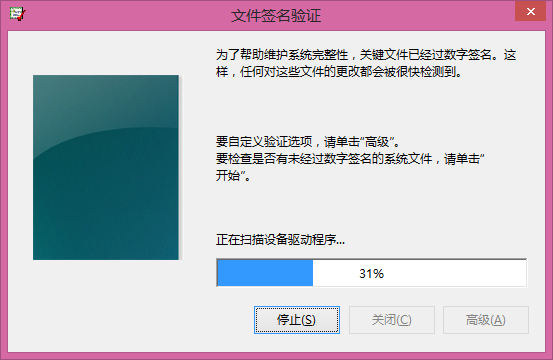 文件签名验证
为了帮助维护系统完整性，关键文件已经过数字签名。这
样，任何对这些文件的更改都会被很快检测到。
要自定义验证选项，请单击“高级”。
要检查是否有未经过数字签名的系统文件，请单击“
开始”。
正在扫描设备驱动程序...
31%
停止(S)
关闭(C)
高级(A)